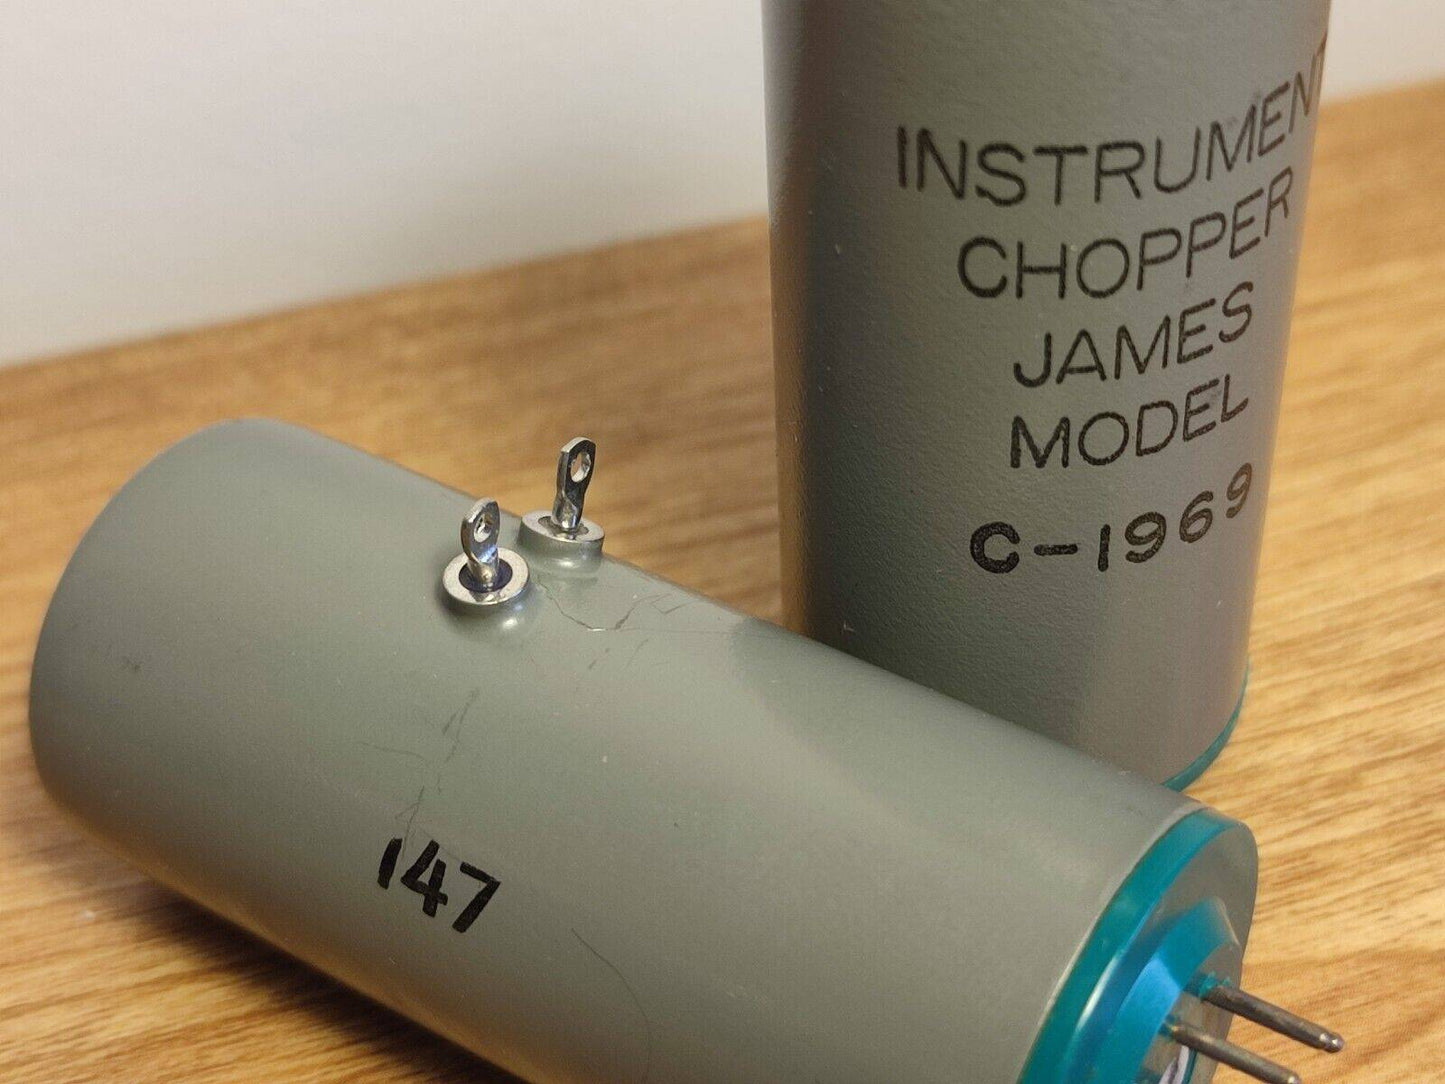 INSTRUMENT
CHOPPER
JAMES
MODEL
C-1969
147